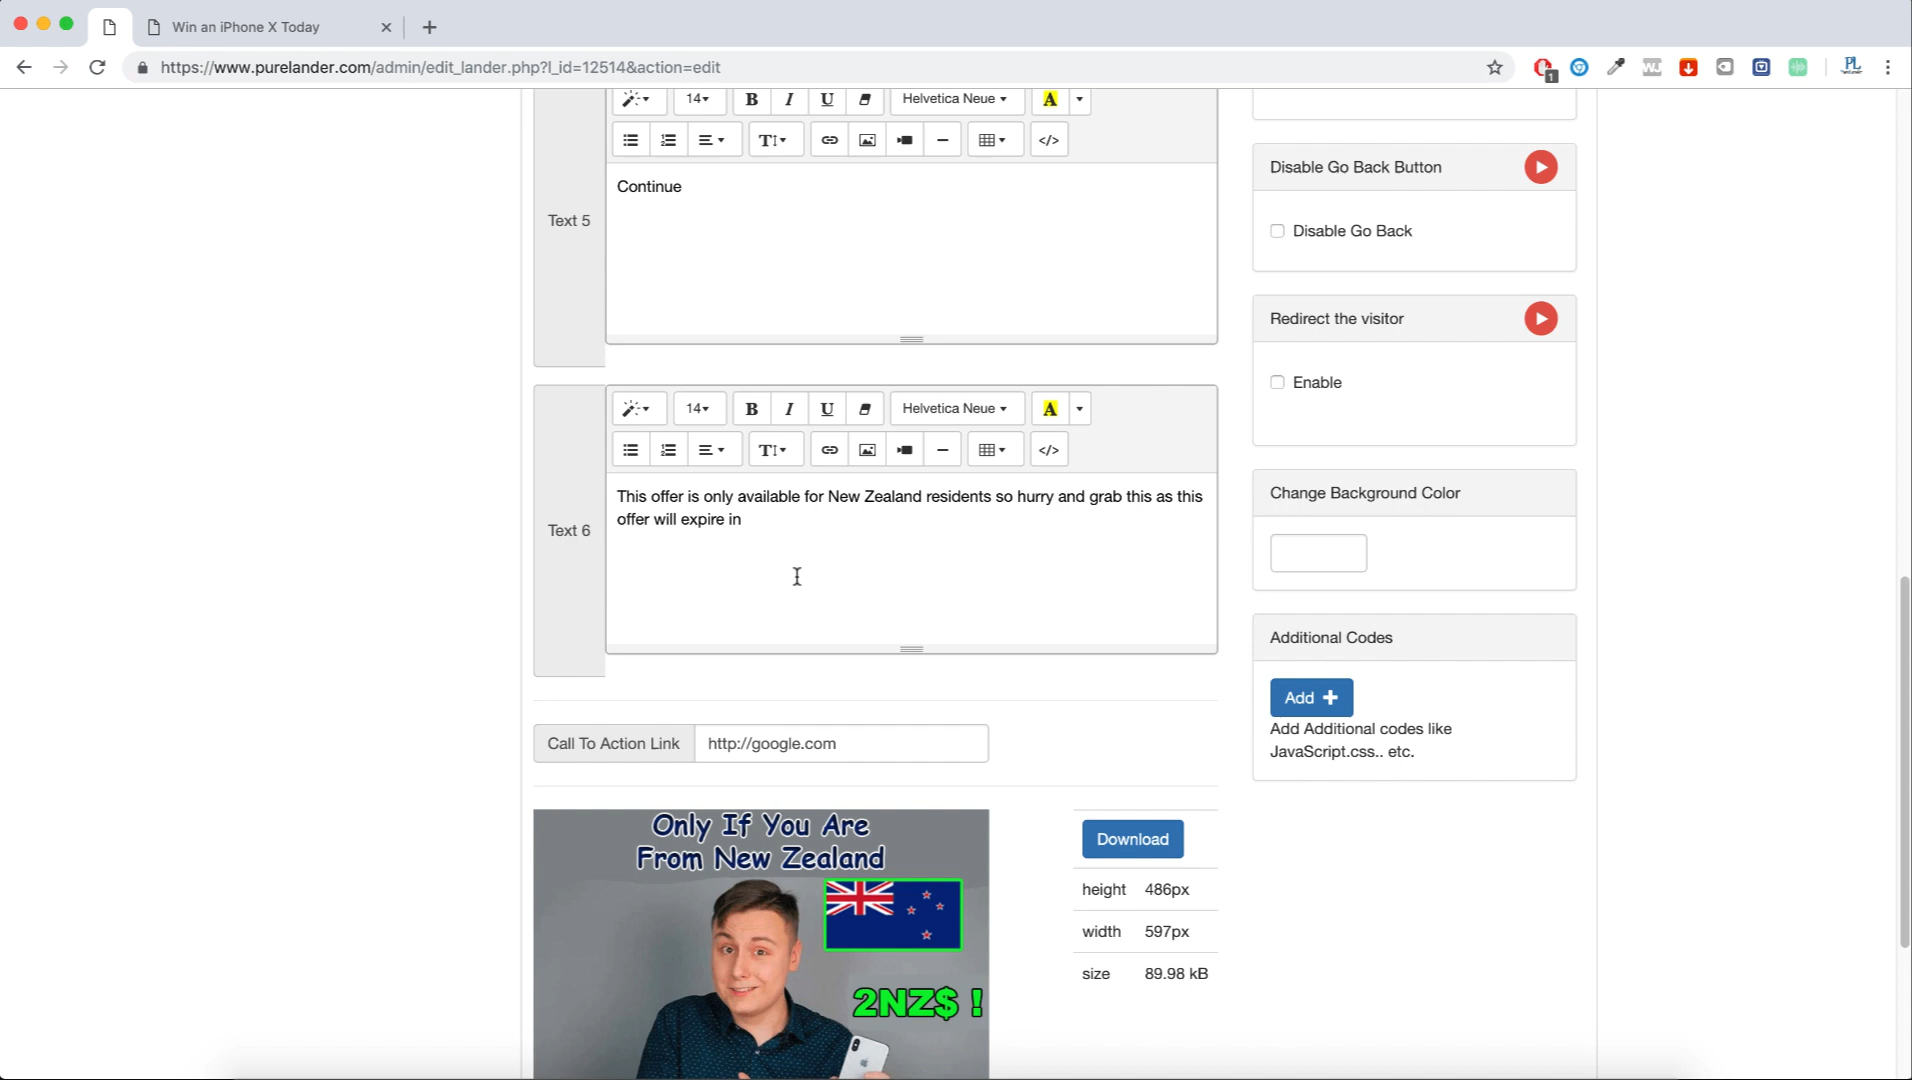 Win an iPhone X Today
https://www.purelander.com/admin/edit_lander.php?l_id=12514&action=edit
1
PL
14
B
I
U
Helvetica Neue
A
T
</>
Text 5
Continue
Disable Go Back Button
Disable Go Back
Redirect the visitor
Enable
14
B
I
U
Helvetica Neue
A
T
</>
Text 6
This offer is only available for New Zealand residents so hurry and grab this as this
offer will expire in
Change Background Color
Additional Codes
Add +
Add Additional codes like
JavaScript.css.. etc.
Call To Action Link
http://google.com
Only If You Are
From New Zealand
2NZ$ !
Download
height 486px
width 597px
size 89.98 kB